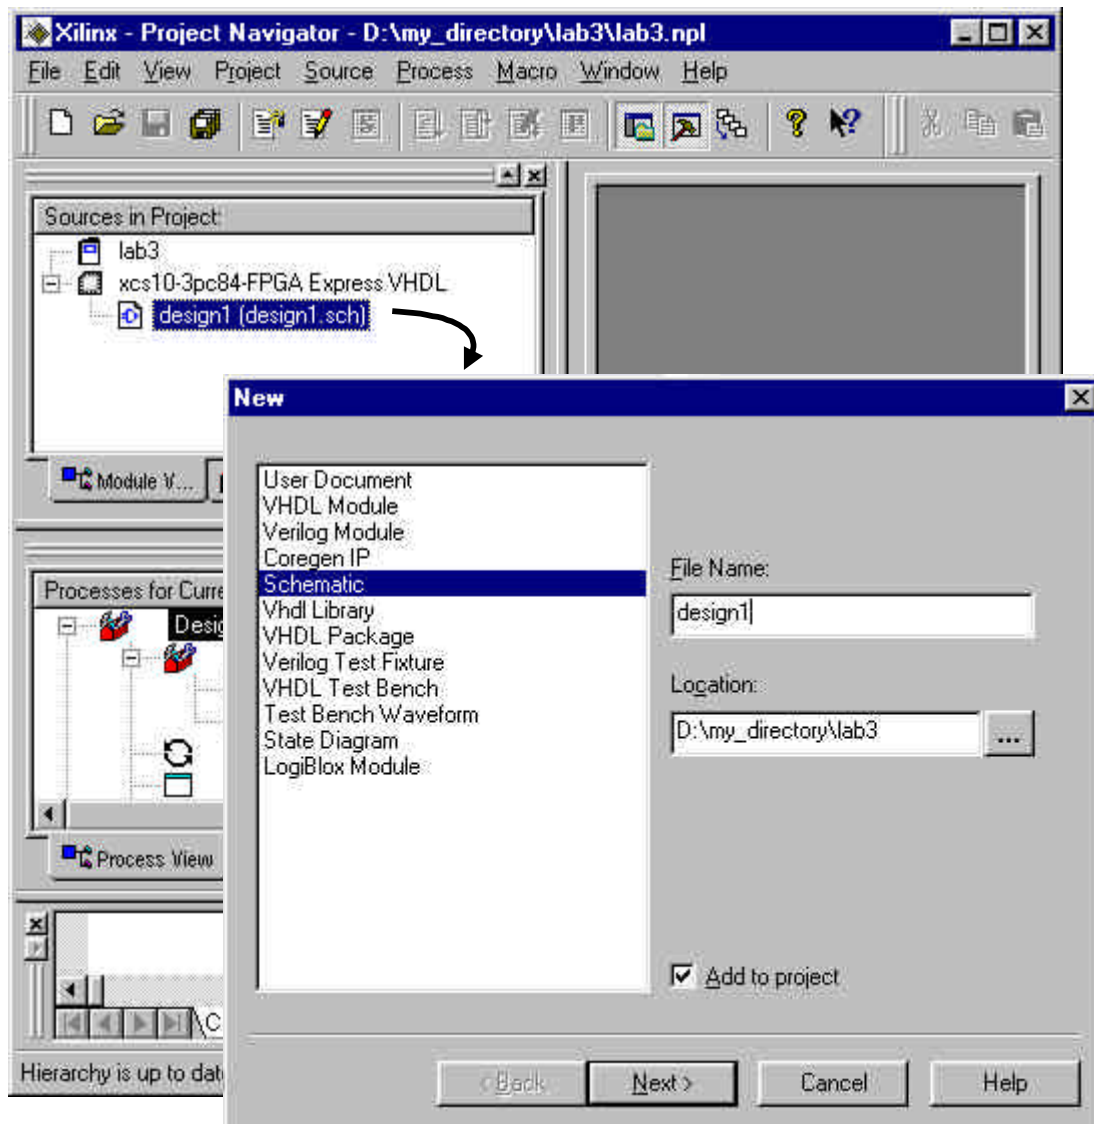 Xilinx - Project Navigator - D:\my_directory\lab3\lab3.npl
File Edit View Project Source Process Macro Window Help
Sources in Project:
lab3
xcs10-3pc84-FPGA Express VHDL
design1 (design1.sch)
Module V...
Processes for Curre
Desig
Process View
\C
Hierarchy is up to dat
New
User Document
VHDL Module
Verilog Module
Coregen IP
Schematic
Vhdl Library
VHDL Package
Verilog Test Fixture
VHDL Test Bench
Test Bench Waveform
State Diagram
LogiBlox Module
File Name:
design1
Location:
D:\my_directory\lab3
...
Add to project
< Back Next > Cancel Help